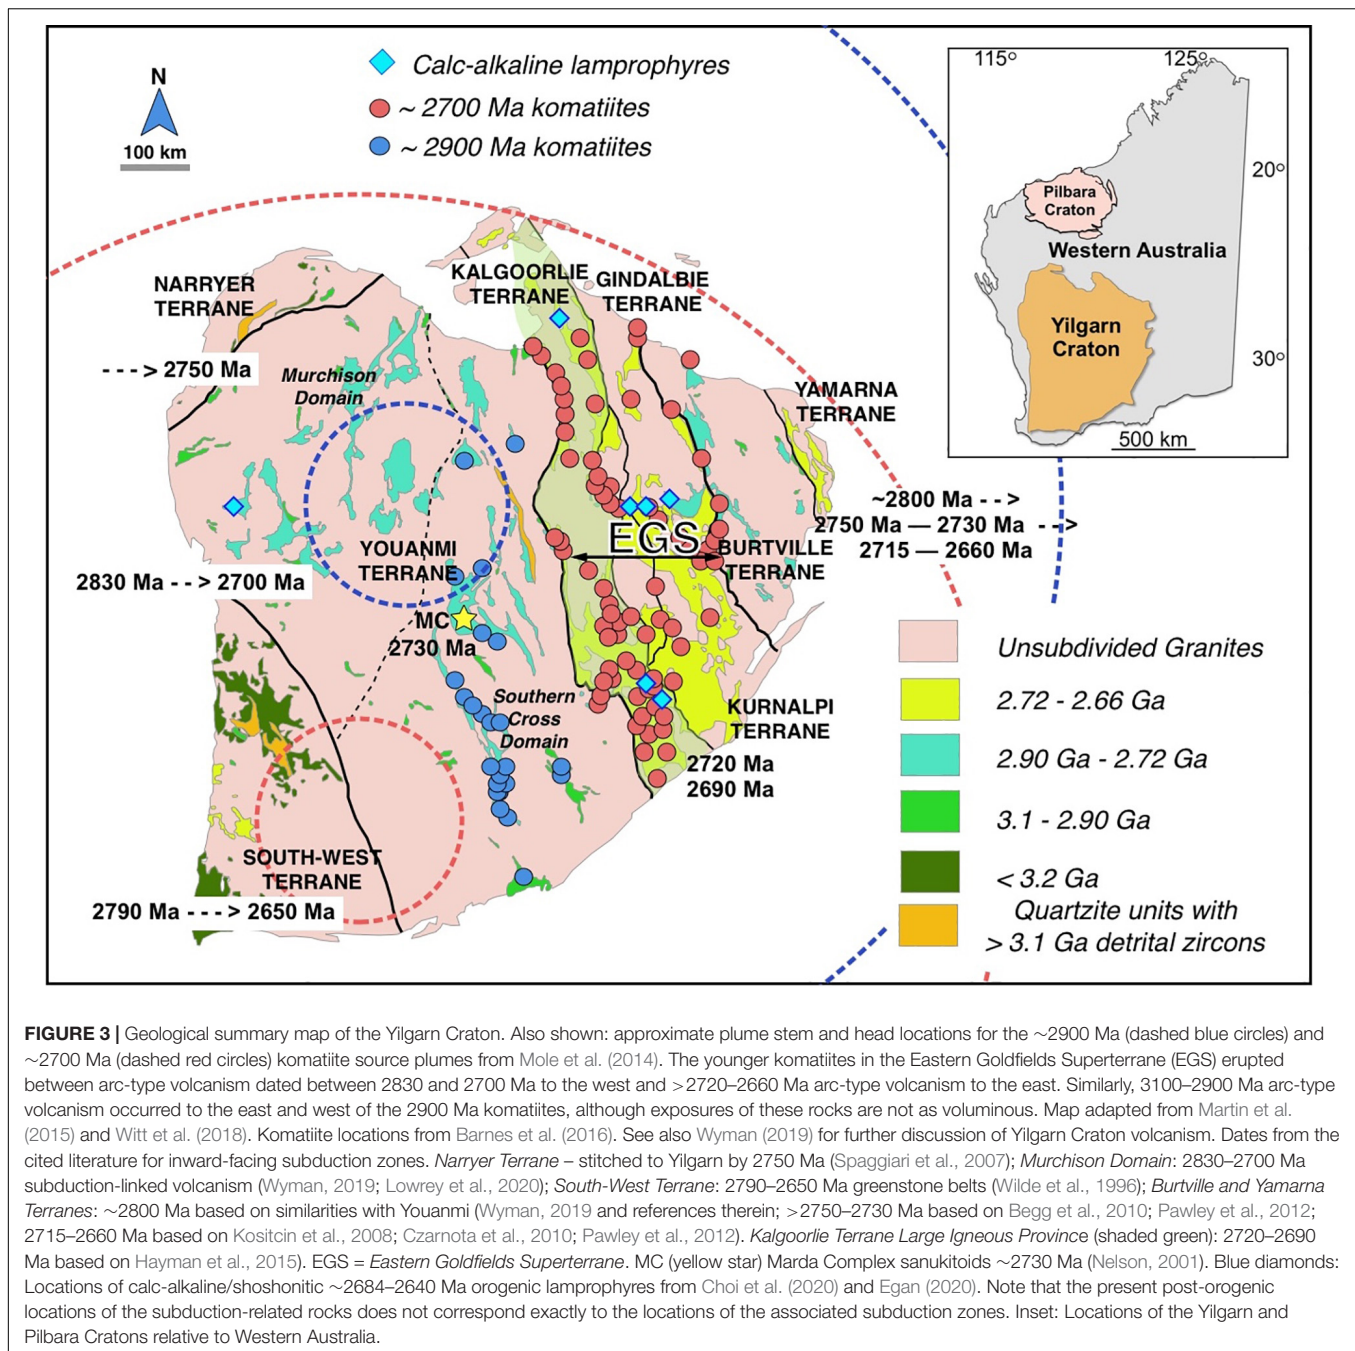 Calc-alkaline lamprophyres
~ 2700 Ma komatiites
~ 2900 Ma komatiites
N
100 km
115°
125°
20°
30°
Pilbara
Craton
Western Australia
Yilgarn
Craton
500 km
NARRYER
TERRANE
KALGOORLIE
TERRANE
GINDALBIE
TERRANE
- - - > 2750 Ma
Murchison
Domain
YAMARNA
TERRANE
~2800 Ma - - >
2750 Ma — 2730 Ma - - >
2715 — 2660 Ma
EGS
BURTVILLE
TERRANE
YOUANMI
TERRANE
2830 Ma - - > 2700 Ma
MC
2730 Ma
Southern
Cross
Domain
KURNALPI
TERRANE
2720 Ma
2690 Ma
SOUTH-WEST
TERRANE
2790 Ma - - - > 2650 Ma
Unsubdivided Granites
2.72 - 2.66 Ga
2.90 Ga - 2.72 Ga
3.1 - 2.90 Ga
< 3.2 Ga
Quartzite units with
> 3.1 Ga detrital zircons
FIGURE 3 | Geological summary map of the Yilgarn Craton. Also shown: approximate plume stem and head locations for the ∼2900 Ma (dashed blue circles) and
∼2700 Ma (dashed red circles) komatiite source plumes from Mole et al. (2014). The younger komatiites in the Eastern Goldfields Superterrane (EGS) erupted
between arc-type volcanism dated between 2830 and 2700 Ma to the west and >2720–2660 Ma arc-type volcanism to the east. Similarly, 3100–2900 Ma arc-type
volcanism occurred to the east and west of the 2900 Ma komatiites, although exposures of these rocks are not as voluminous. Map adapted from Martin et al.
(2015) and Witt et al. (2018). Komatiite locations from Barnes et al. (2016). See also Wyman (2019) for further discussion of Yilgarn Craton volcanism. Dates from the
cited literature for inward-facing subduction zones. Narryer Terrane – stitched to Yilgarn by 2750 Ma (Spaggiari et al., 2007); Murchison Domain: 2830–2700 Ma
subduction-linked volcanism (Wyman, 2019; Lowrey et al., 2020); South-West Terrane: 2790–2650 Ma greenstone belts (Wilde et al., 1996); Burtville and Yamarna
Terranes: ∼2800 Ma based on similarities with Youanmi (Wyman, 2019 and references therein; >2750–2730 Ma based on Begg et al., 2010; Pawley et al., 2012;
2715–2660 Ma based on Kositcin et al., 2008; Czarnota et al., 2010; Pawley et al., 2012). Kalgoorlie Terrane Large Igneous Province (shaded green): 2720–2690
Ma based on Hayman et al., 2015). EGS = Eastern Goldfields Superterrane. MC (yellow star) Marda Complex sanukitoids ∼2730 Ma (Nelson, 2001). Blue diamonds:
Locations of calc-alkaline/shoshonitic ∼2684–2640 Ma orogenic lamprophyres from Choi et al. (2020) and Egan (2020). Note that the present post-orogenic
locations of the subduction-related rocks does not correspond exactly to the locations of the associated subduction zones. Inset: Locations of the Yilgarn and
Pilbara Cratons relative to Western Australia.